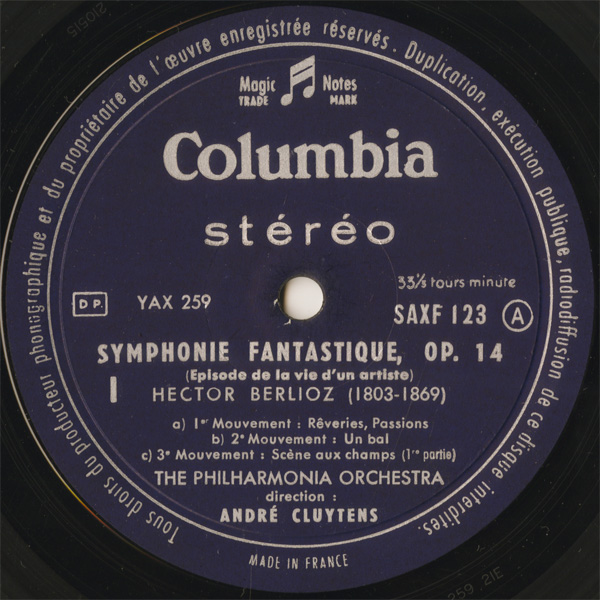 Tous droits du producteur phonographique et du propriétaire de l'œuvre enregistrée réservés. Duplication, exécution publique, radiodiffusion de ce disque interdites.
Magic Notes
TRADE MARK
Columbia
stéréo
33⅓ tours minute
DP. YAX 259 SAXF 123 A
SYMPHONIE FANTASTIQUE, OP. 14
(Episode de la vie d'un artiste)
I HECTOR BERLIOZ (1803-1869)
a) 1er Mouvement : Rêveries, Passions
b) 2e Mouvement : Un bal
c) 3e Mouvement : Scène aux champs (1re partie)
THE PHILHARMONIA ORCHESTRA
direction :
ANDRÉ CLUYTENS
MADE IN FRANCE
259 21E